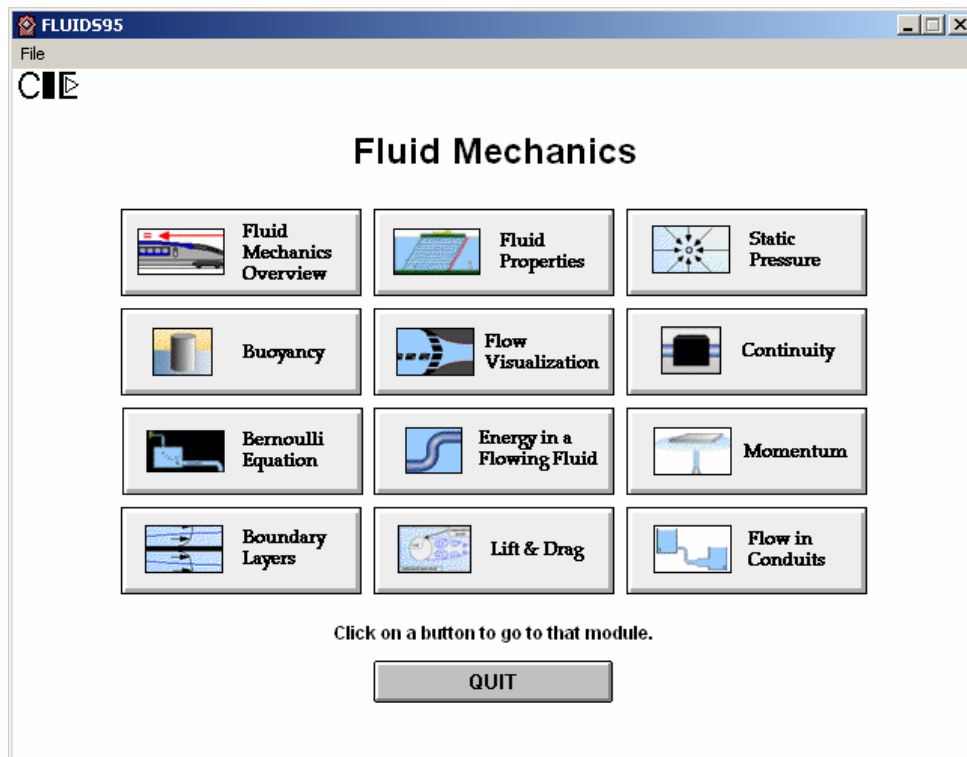 FLUIDS95
File
Fluid Mechanics
Fluid
Mechanics
Overview
Fluid
Properties
Static
Pressure
Buoyancy
Flow
Visualization
Continuity
Bernoulli
Equation
Energy in a
Flowing Fluid
Momentum
Boundary
Layers
Lift & Drag
Flow in
Conduits
Click on a button to go to that module.
QUIT